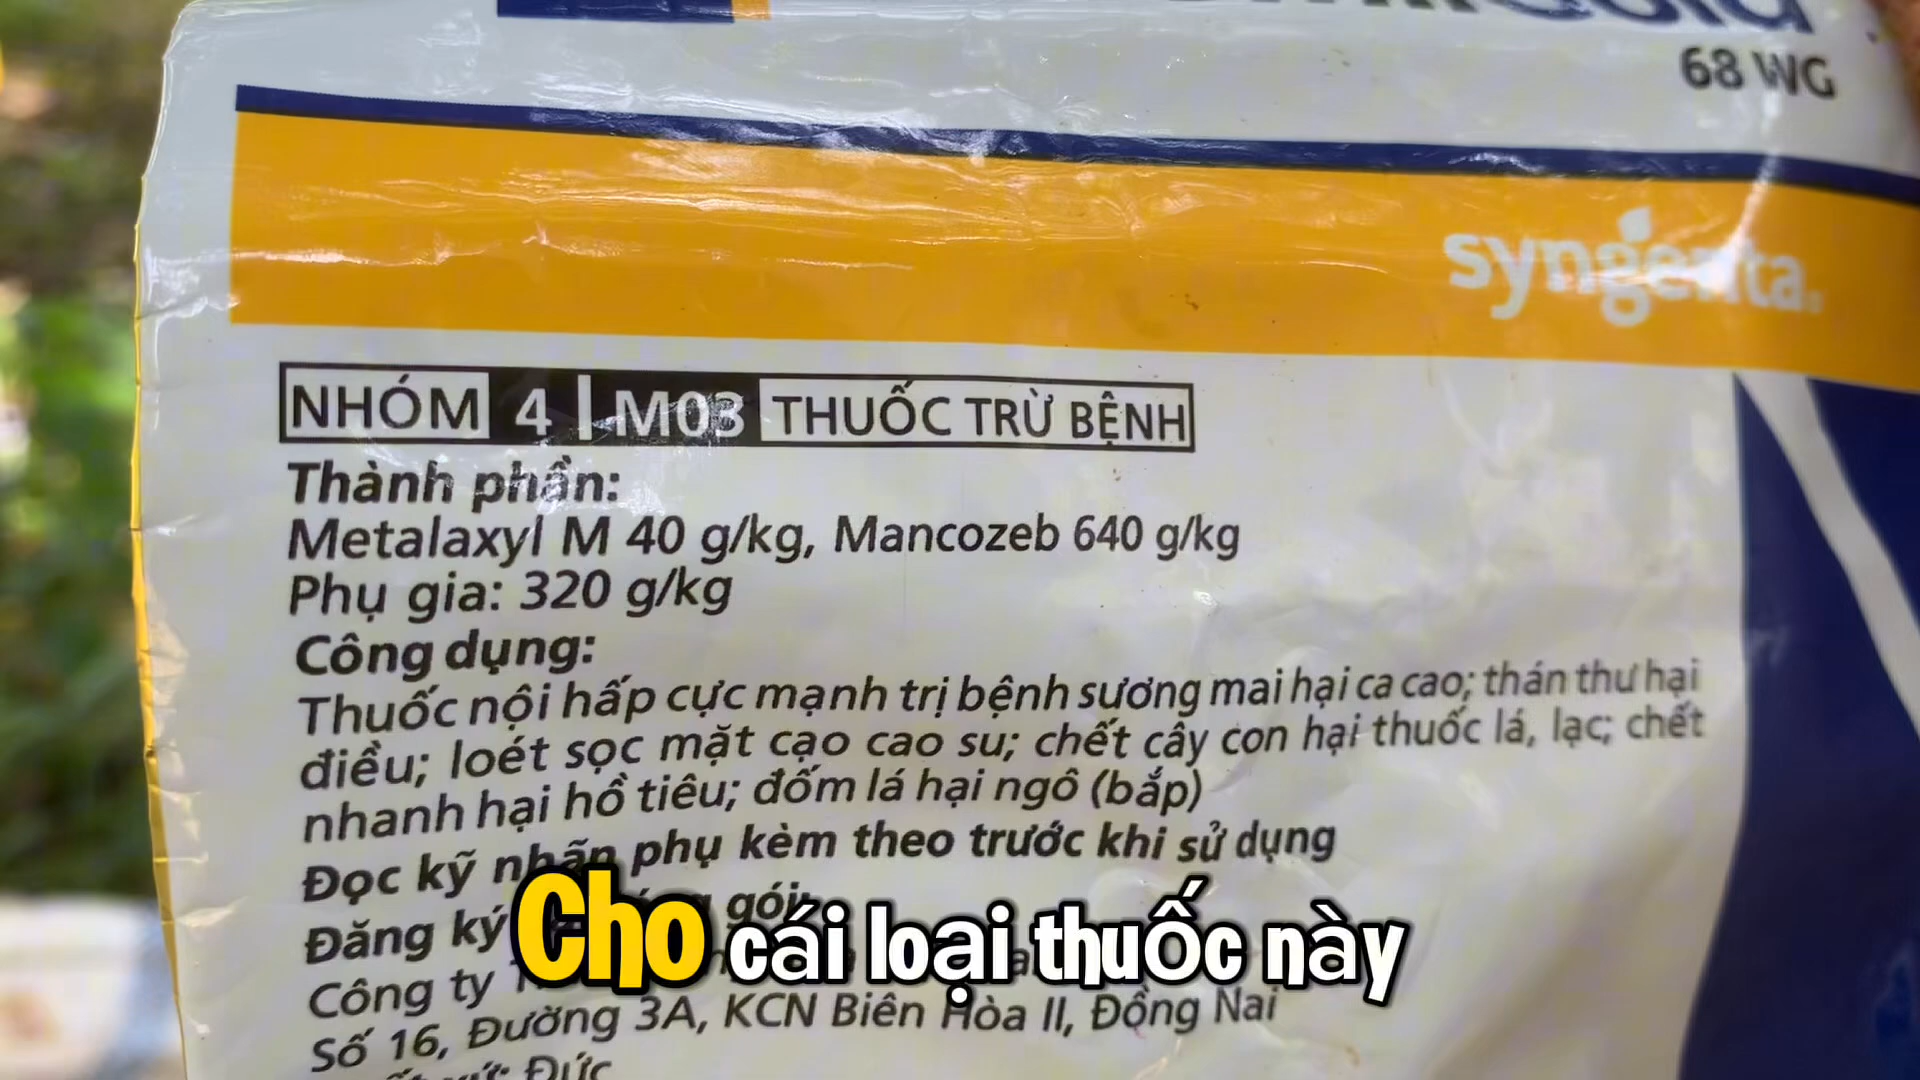 68 WG
syngenta.
NHÓM 4 | M03 THUỐC TRỪ BỆNH
Thành phần:
Metalaxyl M 40 g/kg, Mancozeb 640 g/kg
Phụ gia: 320 g/kg
Công dụng:
Thuốc nội hấp cực mạnh trị bệnh sương mai hại ca cao; thán thư hại
điều; loét sọc mặt cạo cao su; chết cây con hại thuốc lá, lạc; chết
nhanh hại hồ tiêu; đốm lá hại ngô (bắp)
Đọc kỹ nhãn phụ kèm theo trước khi sử dụng
Đăng ký gói:
Cho cái loại thuốc này
Công ty
Số 16, Đường 3A, KCN Biên Hòa II, Đồng Nai
Đức